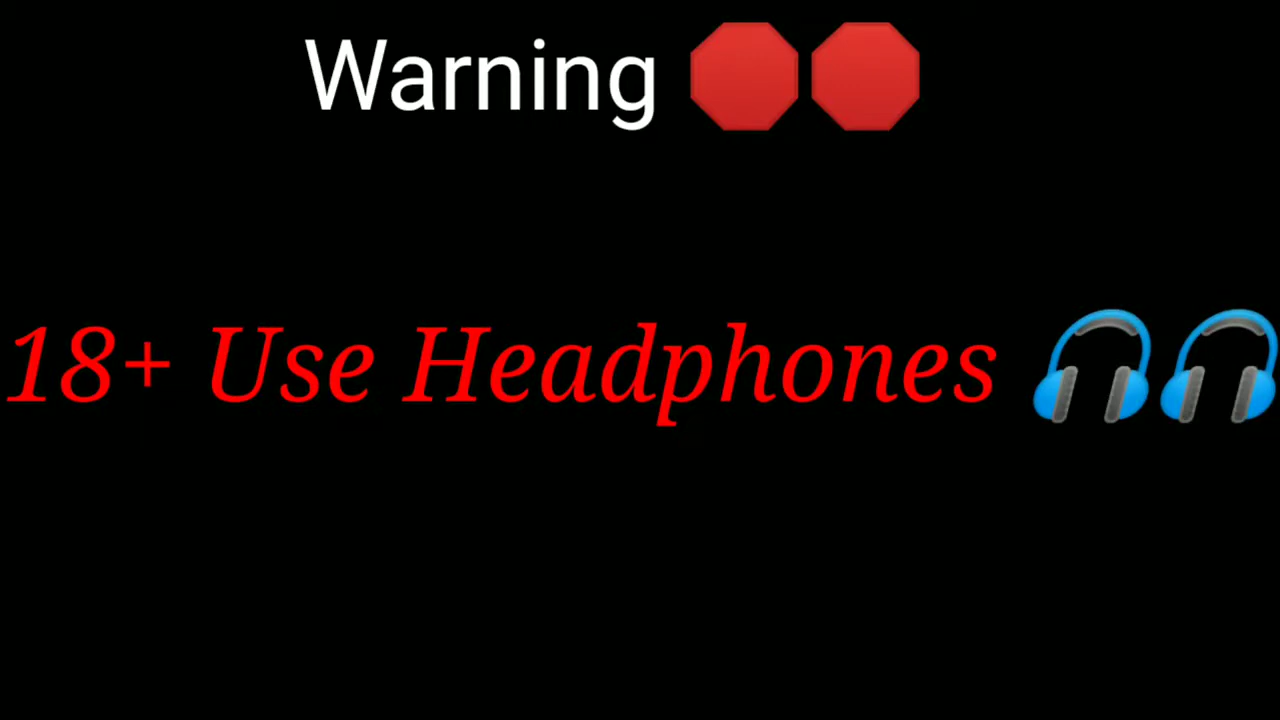 Warning 🛑🛑
18+ Use Headphones 🎧🎧